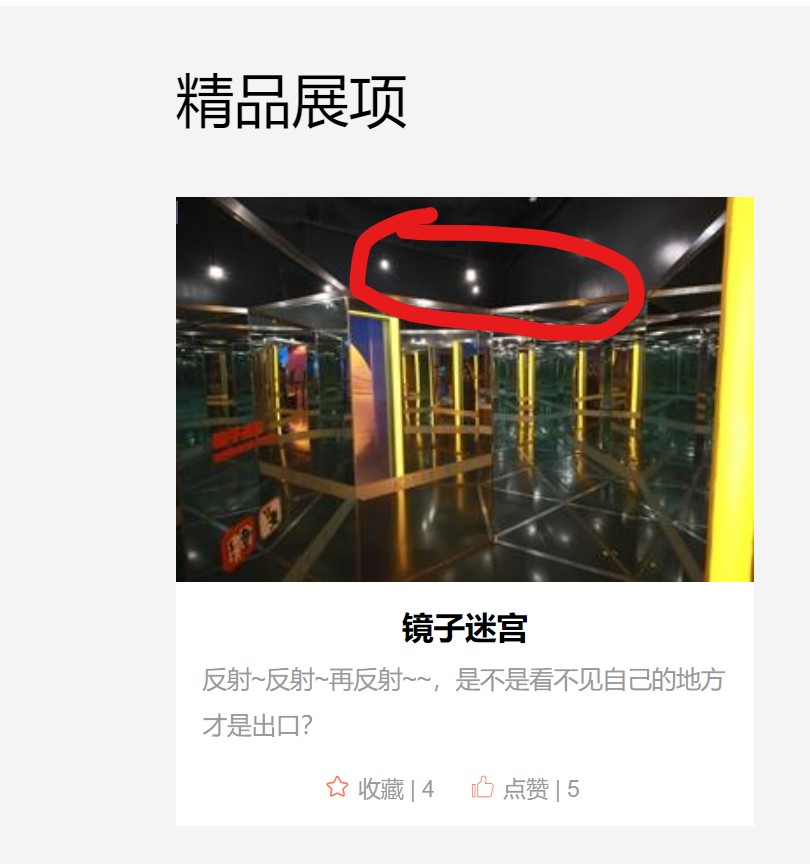 精品展项
镜子迷宫
反射~反射~再反射~~，是不是看不见自己的地方
才是出口？
收藏 | 4 点赞 | 5